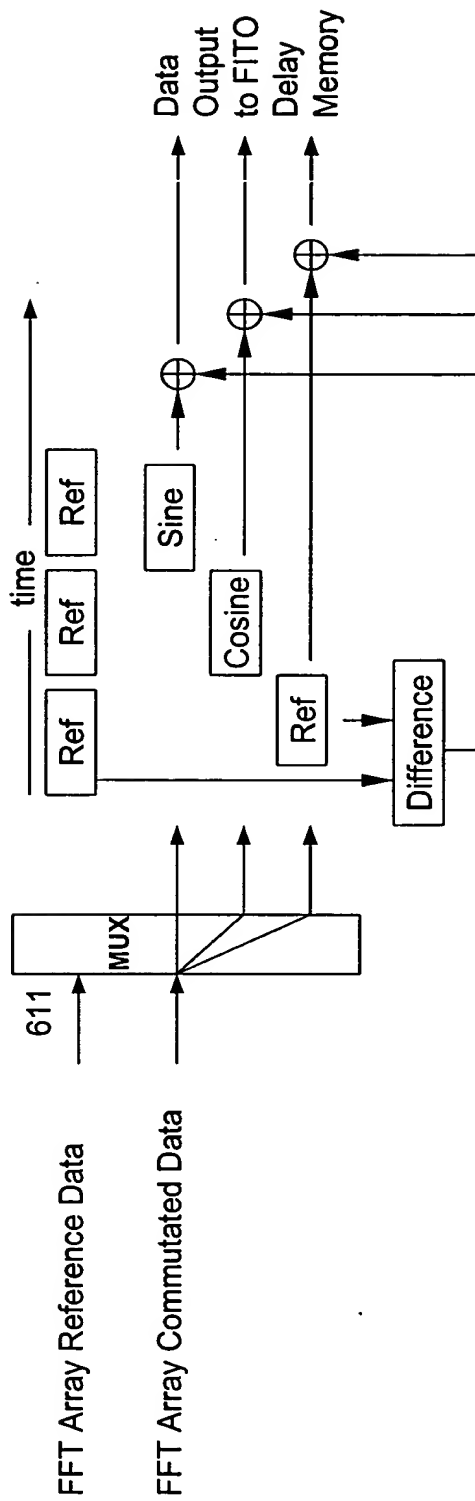 FFT Array Reference Data
FFT Array Commutated Data
611
MUX
time
Ref
Ref
Ref
Sine
Cosine
Ref
Difference
Data
Output
to FITO
Delay
Memory